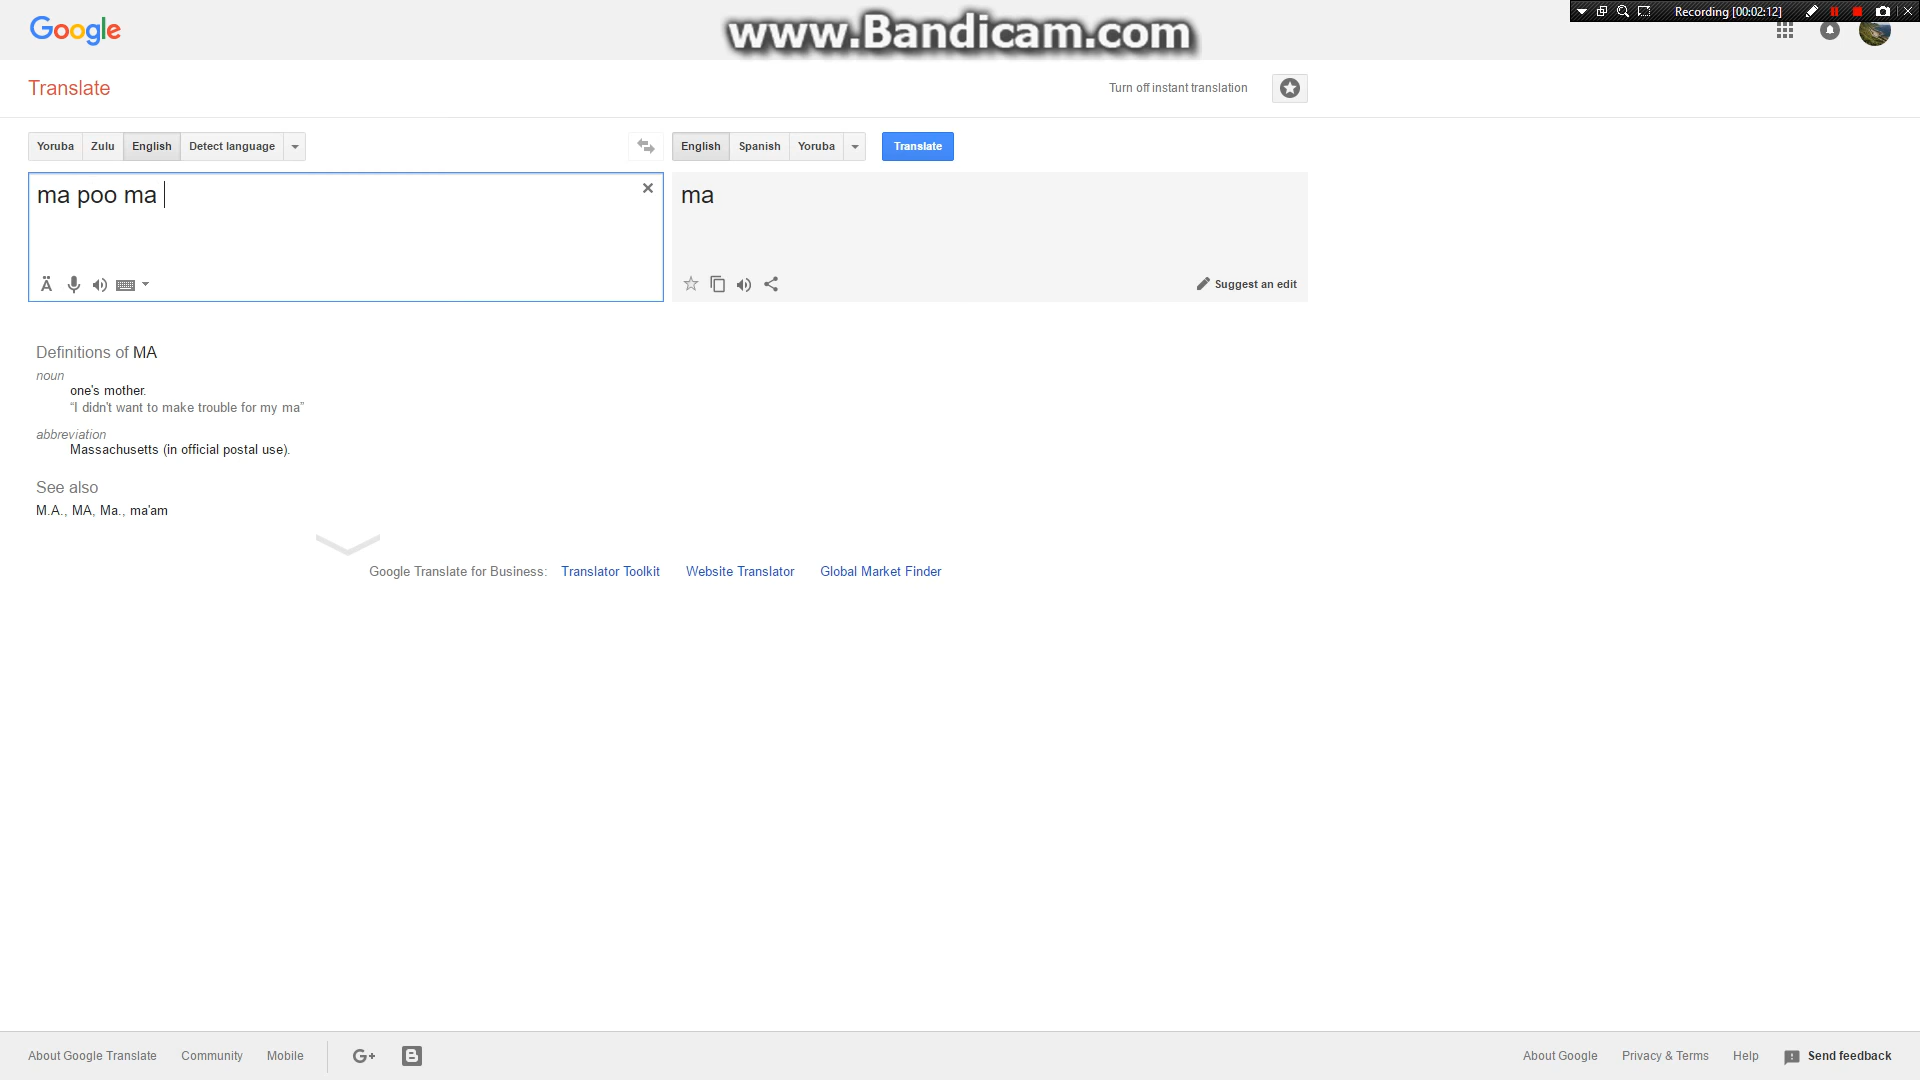 www.Bandicam.com
Recording [00:02:12]
Google
Translate
Turn off instant translation
Yoruba Zulu English Detect language
English Spanish Yoruba Translate
ma poo ma
ma
Ä
Suggest an edit
Definitions of MA
noun
one's mother.
“I didn't want to make trouble for my ma”
abbreviation
Massachusetts (in official postal use).
See also
M.A., MA, Ma., ma'am
Google Translate for Business: Translator Toolkit Website Translator Global Market Finder
About Google Translate Community Mobile G+ B About Google Privacy & Terms Help Send feedback